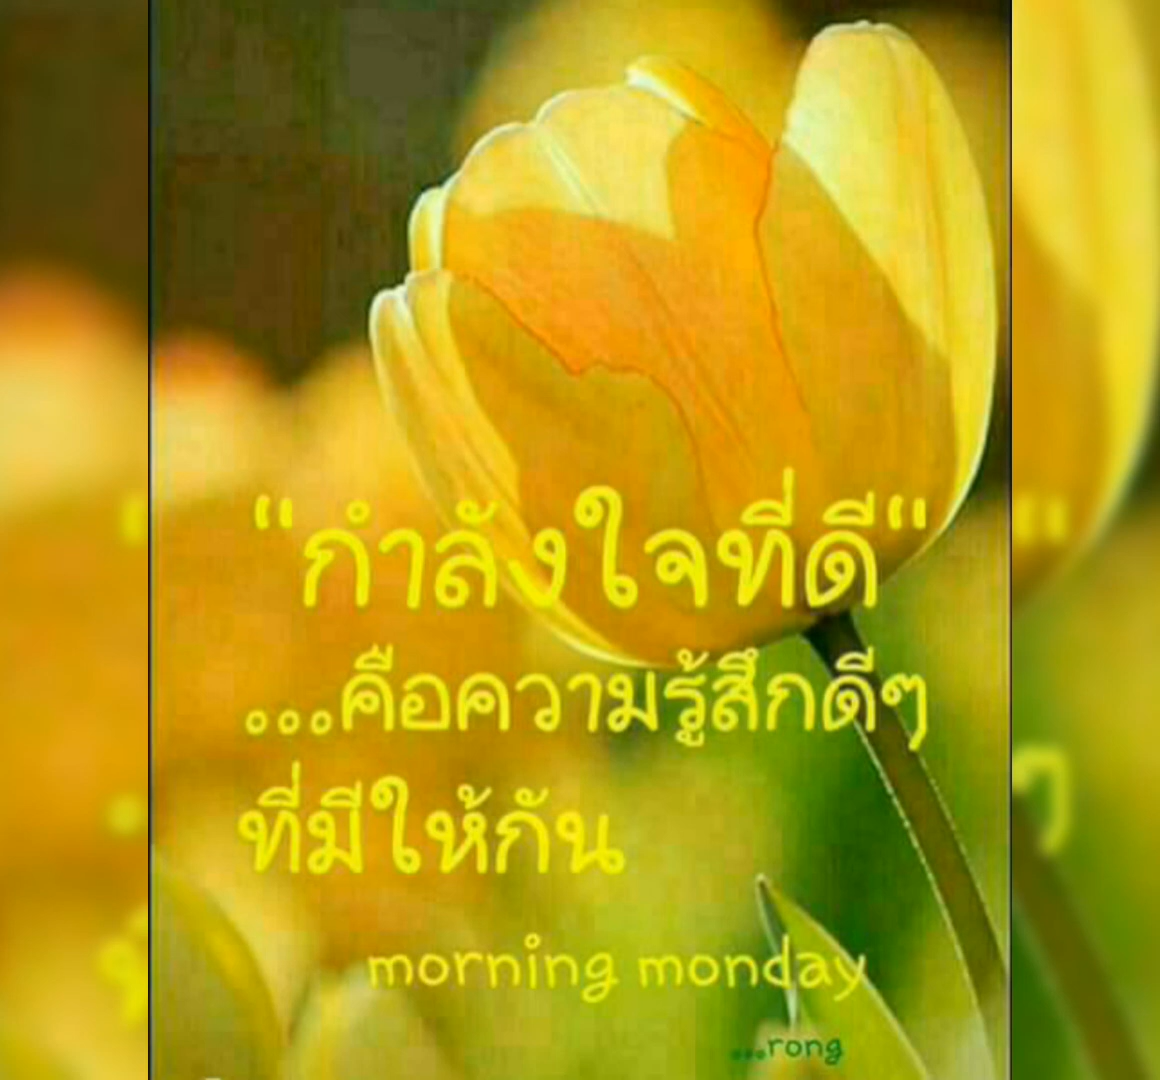 "กำลังใจที่ดี"
...คือความรู้สึกดีๆ
ที่มีให้กัน
morning monday
...rong